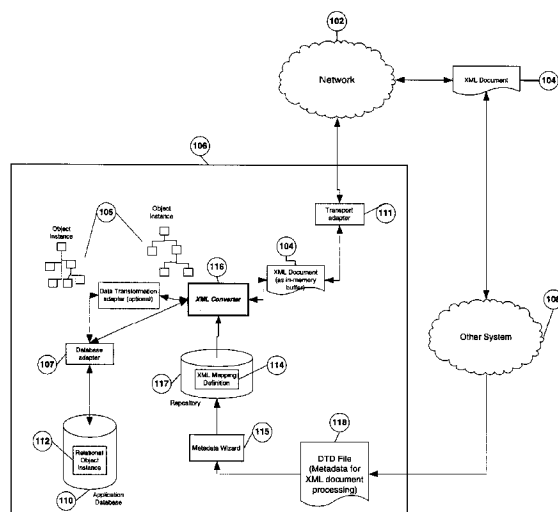 102
Network
XML Document
104
106
Transport
adapter
111
105
Object
Instance
Object
Instance
104
XML Document
(as in-memory
buffer)
116
XML Converter
Data Transformation
adapter (optional)
Other System
108
107
Database
adapter
117
XML Mapping
Definition
114
Repository
118
DTD File
(Metadata for
XML document
processing)
Metadata Wizard
115
112
Relational
Object
Instance
110
Application
Database